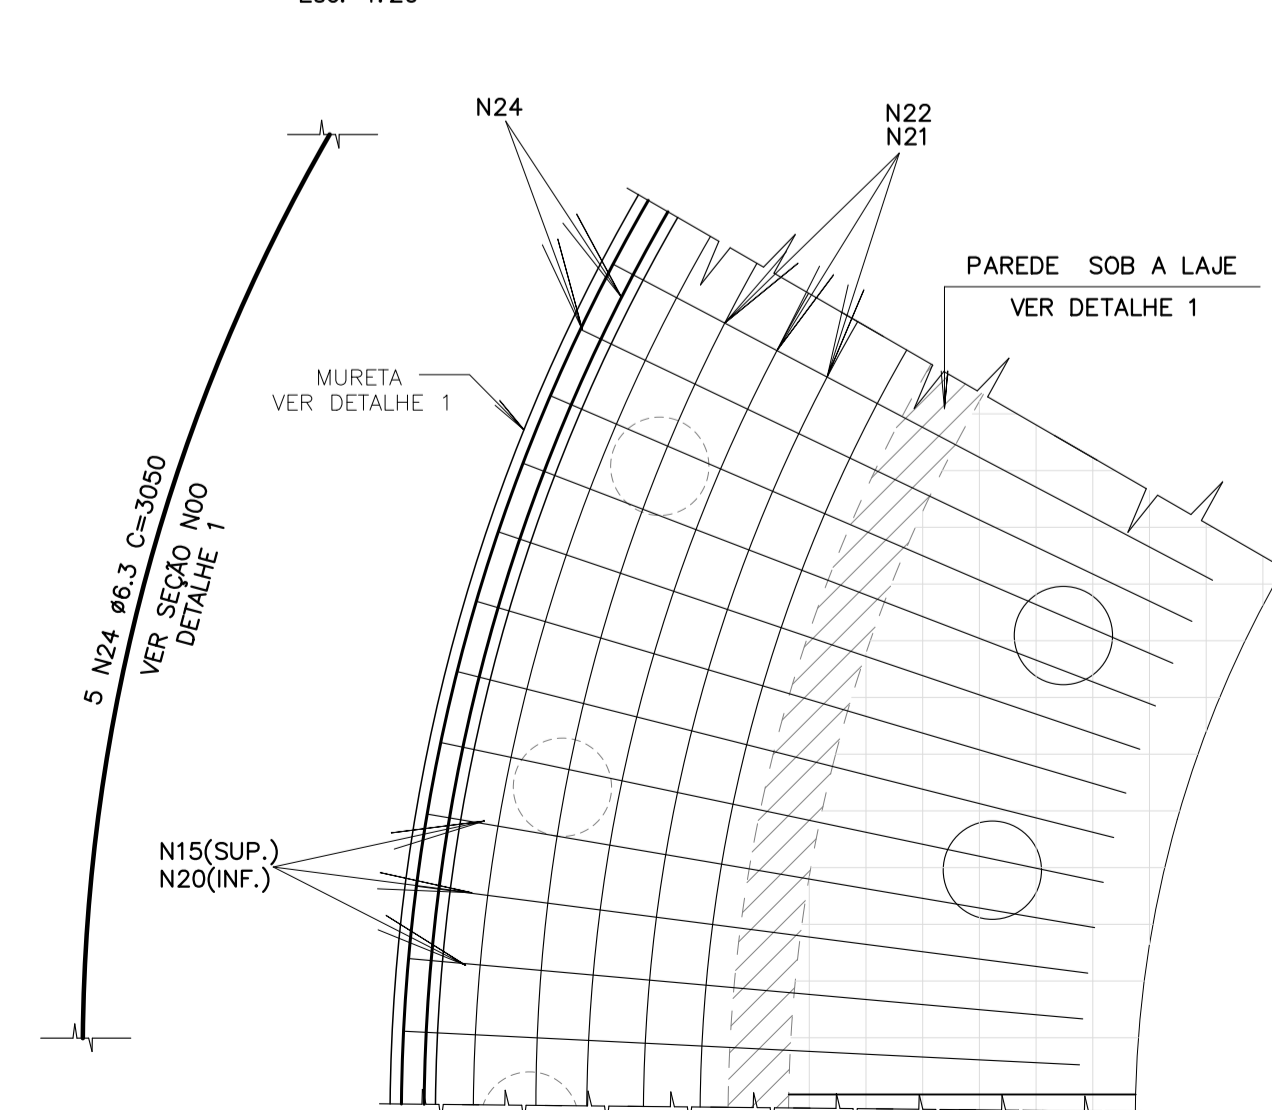 N24
N22
N21
PAREDE SOB A LAJE
VER DETALHE 1
MURETA
VER DETALHE 1
5 N24 ø6.3 C=3050
VER SEÇÃO N00
DETALHE 1
N15(SUP.)
N20(INF.)